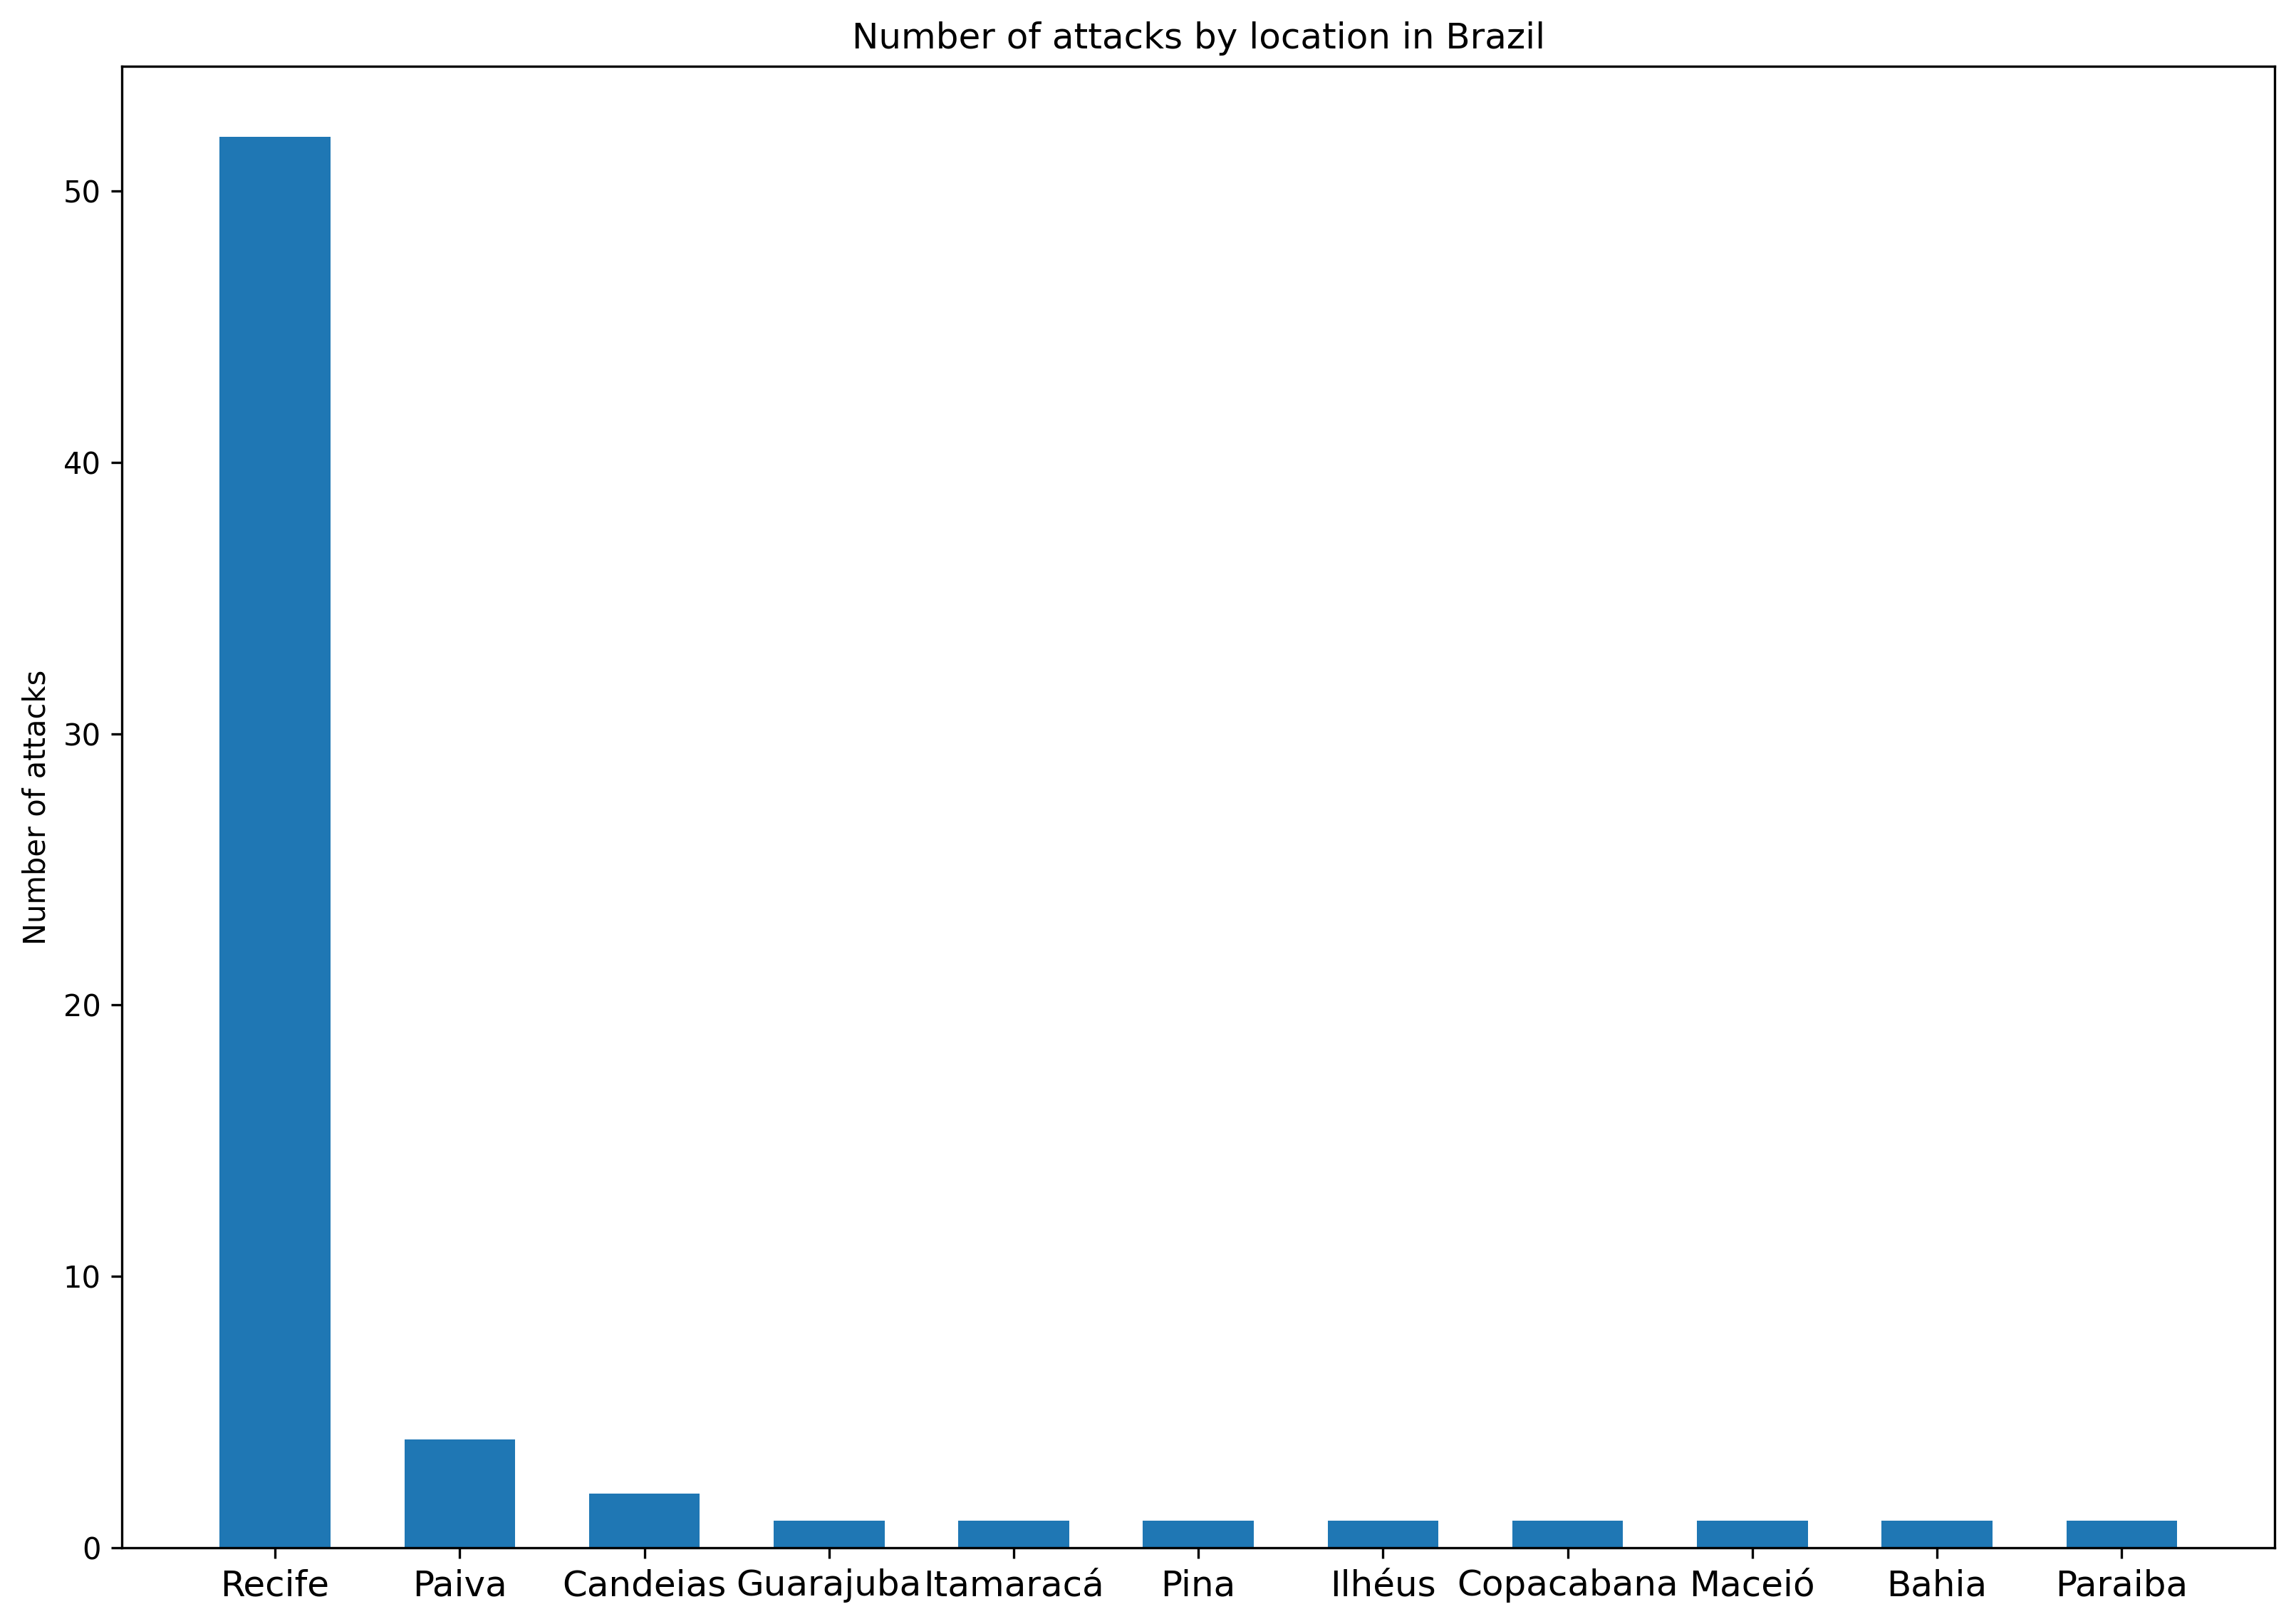 Number of attacks by location in Brazil
Number of attacks
50
40
30
20
10
0
Recife Paiva Candeias Guarajuba Itamaracá Pina Ilhéus Copacabana Maceió Bahia Paraiba